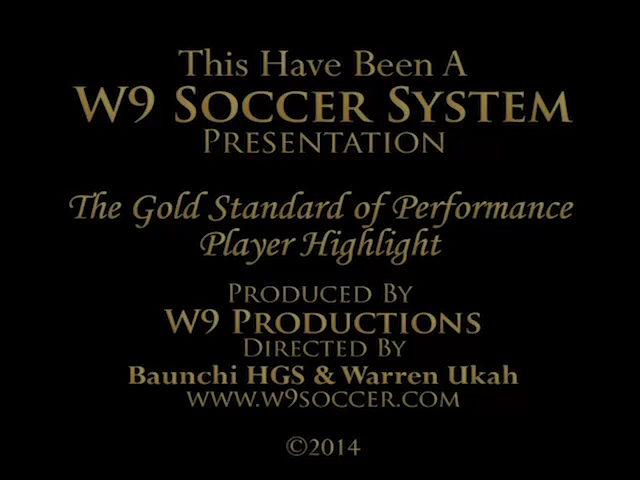 This Have Been A
W9 Soccer System
Presentation
The Gold Standard of Performance
Player Highlight
Produced By
W9 Productions
Directed By
Baunchi HGS & Warren Ukah
www.w9soccer.com
©2014